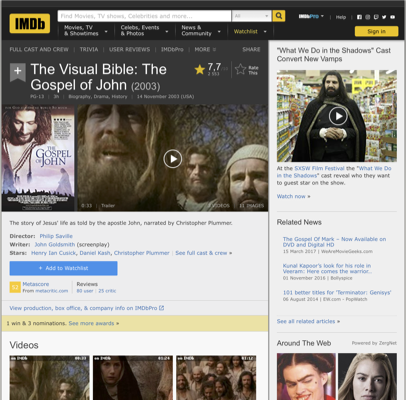 IMDb
Find Movies, TV shows, Celebrities and more...
All
IMDbPro
Help
Movies, TV & Showtimes
Celebs, Events & Photos
News & Community
Watchlist
Sign in
FULL CAST AND CREW | TRIVIA | USER REVIEWS | IMDbPro | MORE
SHARE
The Visual Bible: The Gospel of John (2003)
7,7
Rate This
PG-13 | 3h | Biography, Drama, History | 14 November 2003 (USA)
THE GOSPEL OF JOHN
0:33 | Trailer
The story of Jesus' life as told by the apostle John, narrated by Christopher Plummer.
Director: Philip Saville
Writer: John Goldsmith (screenplay)
Stars: Henry Ian Cusick, Daniel Kash, Christopher Plummer | See full cast & crew »
+ Add to Watchlist
Metascore
From metacritic.com
Reviews
90 user | 25 critic
View production, box office, & company info on IMDbPro
1 win & 3 nominations. See more awards »
Videos
"What We Do in the Shadows" Cast Convert New Vamps
At the SXSW Film Festival the "What We Do in the Shadows" cast reveal who they want to guest star on the show.
Watch now »
Related News
The Gospel Of Mark – Now Available on DVD and Digital HD
15 March 2017 | WeAreMovieGeeks.com
Kunal Kapoor's look for his role in Veeram: Here comes the warrior..
01 November 2016 | Bollyspice
101 better titles for 'Terminator: Genisys'
06 August 2014 | EW.com - PopWatch
See all related articles »
Around The Web
Powered by ZergNet